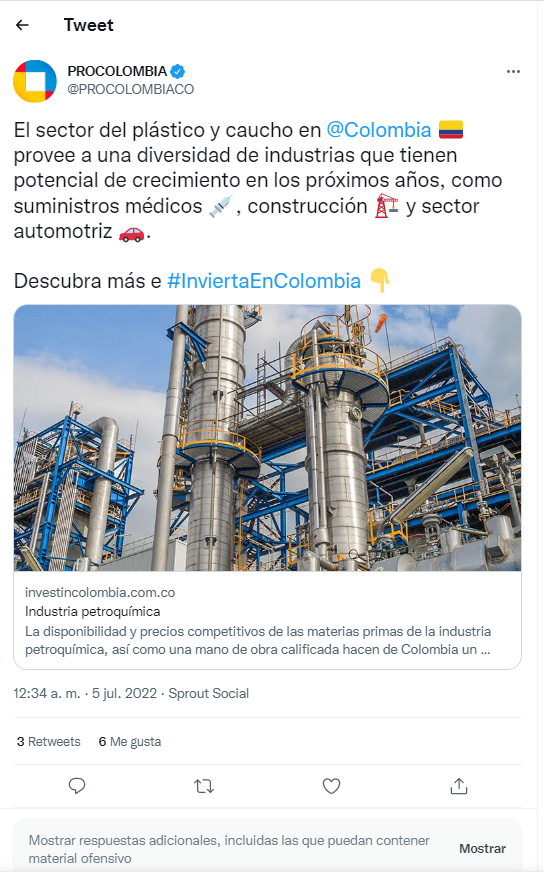 Tweet
PROCOLOMBIA
@PROCOLOMBIACO
El sector del plástico y caucho en @Colombia
provee a una diversidad de industrias que tienen
potencial de crecimiento en los próximos años, como
suministros médicos , construcción y sector
automotriz .
Descubra más e #InviertaEnColombia
investincolombia.com.co
Industria petroquímica
La disponibilidad y precios competitivos de las materias primas de la industria
petroquímica, así como una mano de obra calificada hacen de Colombia un ...
12:34 a. m. · 5 jul. 2022 · Sprout Social
3 Retweets 6 Me gusta
Mostrar respuestas adicionales, incluidas las que puedan contener
material ofensivo
Mostrar